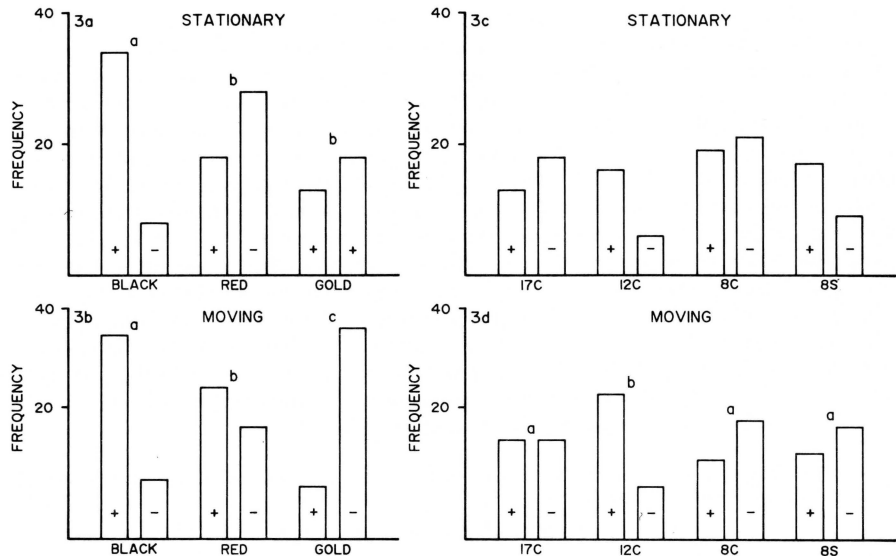 3a STATIONARY
40
20
FREQUENCY
a
b
b
+ − + − + +
BLACK RED GOLD
3c STATIONARY
40
20
FREQUENCY
+ − + − + − + −
17C 12C 8C 8S
3b MOVING
40
20
FREQUENCY
a
b
c
+ − + − + −
BLACK RED GOLD
3d MOVING
40
20
FREQUENCY
a
b
a
a
+ − + − + − + −
17C 12C 8C 8S